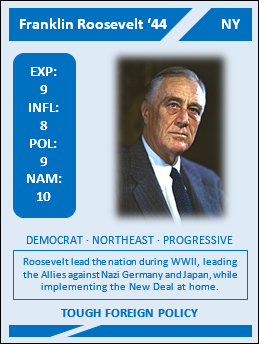 Franklin Roosevelt ‘44
NY
EXP:
9
INFL:
8
POL:
9
NAM:
10
DEMOCRAT · NORTHEAST · PROGRESSIVE
Roosevelt lead the nation during WWII, leading
the Allies against Nazi Germany and Japan, while
implementing the New Deal at home.
TOUGH FOREIGN POLICY